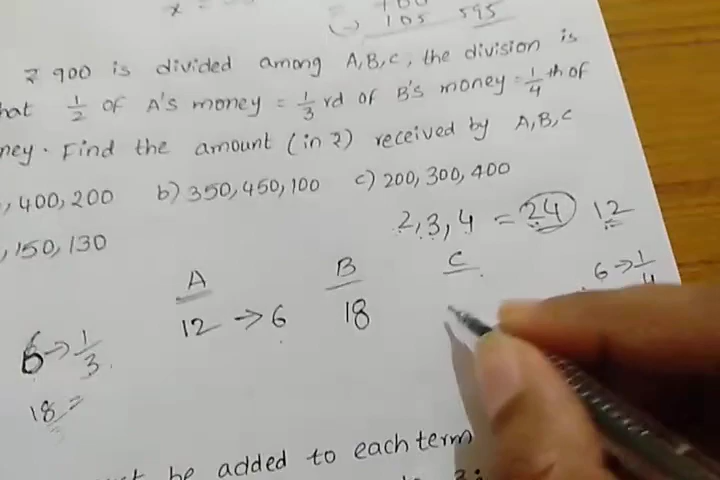 x =
100
(-) 105 595
₹ 900 is divided among A,B,C, the division is
hat 1/2 of A's money = 1/3 rd of B's money = 1/4 th of
ney. Find the amount (in ₹) received by A,B,C
, 400, 200 b) 350, 450, 100 c) 200, 300, 400
, 150, 130
2, 3, 4 = 24 12
A B C
6 → 1/4
12 → 6 18
6 → 1/3
18 =
be added to each term